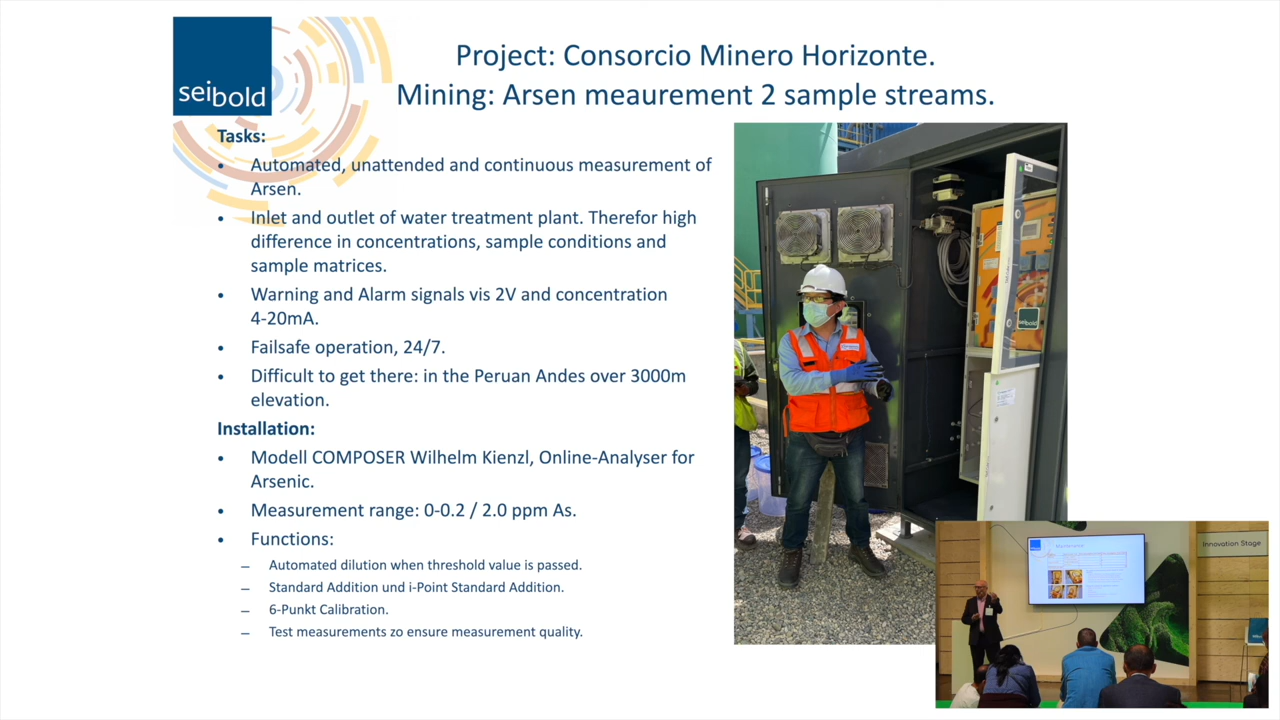 seibold
Project: Consorcio Minero Horizonte.
Mining: Arsen meaurement 2 sample streams.
Tasks:
• Automated, unattended and continuous measurement of
Arsen.
• Inlet and outlet of water treatment plant. Therefor high
difference in concentrations, sample conditions and
sample matrices.
• Warning and Alarm signals vis 2V and concentration
4-20mA.
• Failsafe operation, 24/7.
• Difficult to get there: in the Peruan Andes over 3000m
elevation.
Installation:
• Modell COMPOSER Wilhelm Kienzl, Online-Analyser for
Arsenic.
• Measurement range: 0-0.2 / 2.0 ppm As.
• Functions:
– Automated dilution when threshold value is passed.
– Standard Addition und i-Point Standard Addition.
– 6-Punkt Calibration.
– Test measurements zo ensure measurement quality.
seibold
Innovation Stage